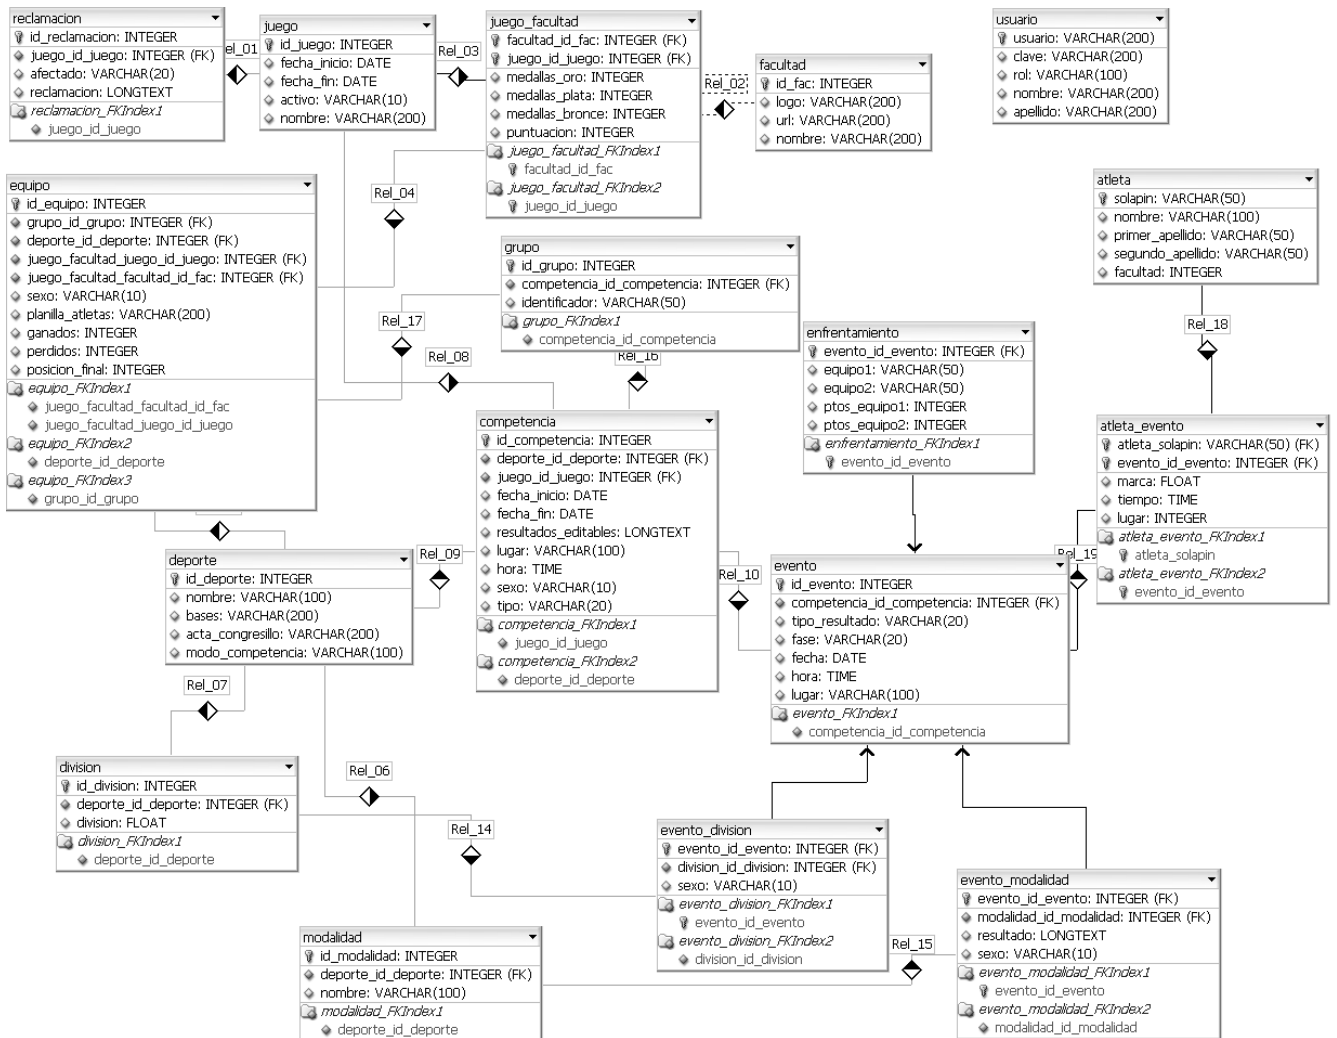 reclamacion
id_reclamacion: INTEGER
juego_id_juego: INTEGER (FK)
afectado: VARCHAR(20)
reclamacion: LONGTEXT
reclamacion_FKIndex1
juego_id_juego
el_01
juego
id_juego: INTEGER
fecha_inicio: DATE
fecha_fin: DATE
activo: VARCHAR(10)
nombre: VARCHAR(200)
Rel_03
juego_facultad
facultad_id_fac: INTEGER (FK)
juego_id_juego: INTEGER (FK)
medallas_oro: INTEGER
medallas_plata: INTEGER
medallas_bronce: INTEGER
puntuacion: INTEGER
juego_facultad_FKIndex1
facultad_id_fac
juego_facultad_FKIndex2
juego_id_juego
Rel_02
facultad
id_fac: INTEGER
logo: VARCHAR(200)
url: VARCHAR(200)
nombre: VARCHAR(200)
usuario
usuario: VARCHAR(200)
clave: VARCHAR(200)
rol: VARCHAR(100)
nombre: VARCHAR(200)
apellido: VARCHAR(200)
equipo
id_equipo: INTEGER
grupo_id_grupo: INTEGER (FK)
deporte_id_deporte: INTEGER (FK)
juego_facultad_juego_id_juego: INTEGER (FK)
juego_facultad_facultad_id_fac: INTEGER (FK)
sexo: VARCHAR(10)
planilla_atletas: VARCHAR(200)
ganados: INTEGER
perdidos: INTEGER
posicion_final: INTEGER
equipo_FKIndex1
juego_facultad_facultad_id_fac
juego_facultad_juego_id_juego
equipo_FKIndex2
deporte_id_deporte
equipo_FKIndex3
grupo_id_grupo
Rel_04
Rel_17
Rel_08
grupo
id_grupo: INTEGER
competencia_id_competencia: INTEGER (FK)
identificador: VARCHAR(50)
grupo_FKIndex1
competencia_id_competencia
Rel_16
atleta
solapin: VARCHAR(50)
nombre: VARCHAR(100)
primer_apellido: VARCHAR(50)
segundo_apellido: VARCHAR(50)
facultad: INTEGER
Rel_18
enfrentamiento
evento_id_evento: INTEGER (FK)
equipo1: VARCHAR(50)
equipo2: VARCHAR(50)
ptos_equipo1: INTEGER
ptos_equipo2: INTEGER
enfrentamiento_FKIndex1
evento_id_evento
competencia
id_competencia: INTEGER
deporte_id_deporte: INTEGER (FK)
juego_id_juego: INTEGER (FK)
fecha_inicio: DATE
fecha_fin: DATE
resultados_editables: LONGTEXT
lugar: VARCHAR(100)
hora: TIME
sexo: VARCHAR(10)
tipo: VARCHAR(20)
competencia_FKIndex1
juego_id_juego
competencia_FKIndex2
deporte_id_deporte
atleta_evento
atleta_solapin: VARCHAR(50) (FK)
evento_id_evento: INTEGER (FK)
marca: FLOAT
tiempo: TIME
lugar: INTEGER
atleta_evento_FKIndex1
atleta_solapin
atleta_evento_FKIndex2
evento_id_evento
Rel_19
deporte
id_deporte: INTEGER
nombre: VARCHAR(100)
bases: VARCHAR(200)
acta_congresillo: VARCHAR(200)
modo_competencia: VARCHAR(100)
Rel_09
Rel_10
evento
id_evento: INTEGER
competencia_id_competencia: INTEGER (FK)
tipo_resultado: VARCHAR(20)
fase: VARCHAR(20)
fecha: DATE
hora: TIME
lugar: VARCHAR(100)
evento_FKIndex1
competencia_id_competencia
Rel_07
Rel_06
division
id_division: INTEGER
deporte_id_deporte: INTEGER (FK)
division: FLOAT
division_FKIndex1
deporte_id_deporte
Rel_14
evento_division
evento_id_evento: INTEGER (FK)
division_id_division: INTEGER (FK)
sexo: VARCHAR(10)
evento_division_FKIndex1
evento_id_evento
evento_division_FKIndex2
division_id_division
Rel_15
evento_modalidad
evento_id_evento: INTEGER (FK)
modalidad_id_modalidad: INTEGER (FK)
resultado: LONGTEXT
sexo: VARCHAR(10)
evento_modalidad_FKIndex1
evento_id_evento
evento_modalidad_FKIndex2
modalidad_id_modalidad
modalidad
id_modalidad: INTEGER
deporte_id_deporte: INTEGER (FK)
nombre: VARCHAR(100)
modalidad_FKIndex1
deporte_id_deporte